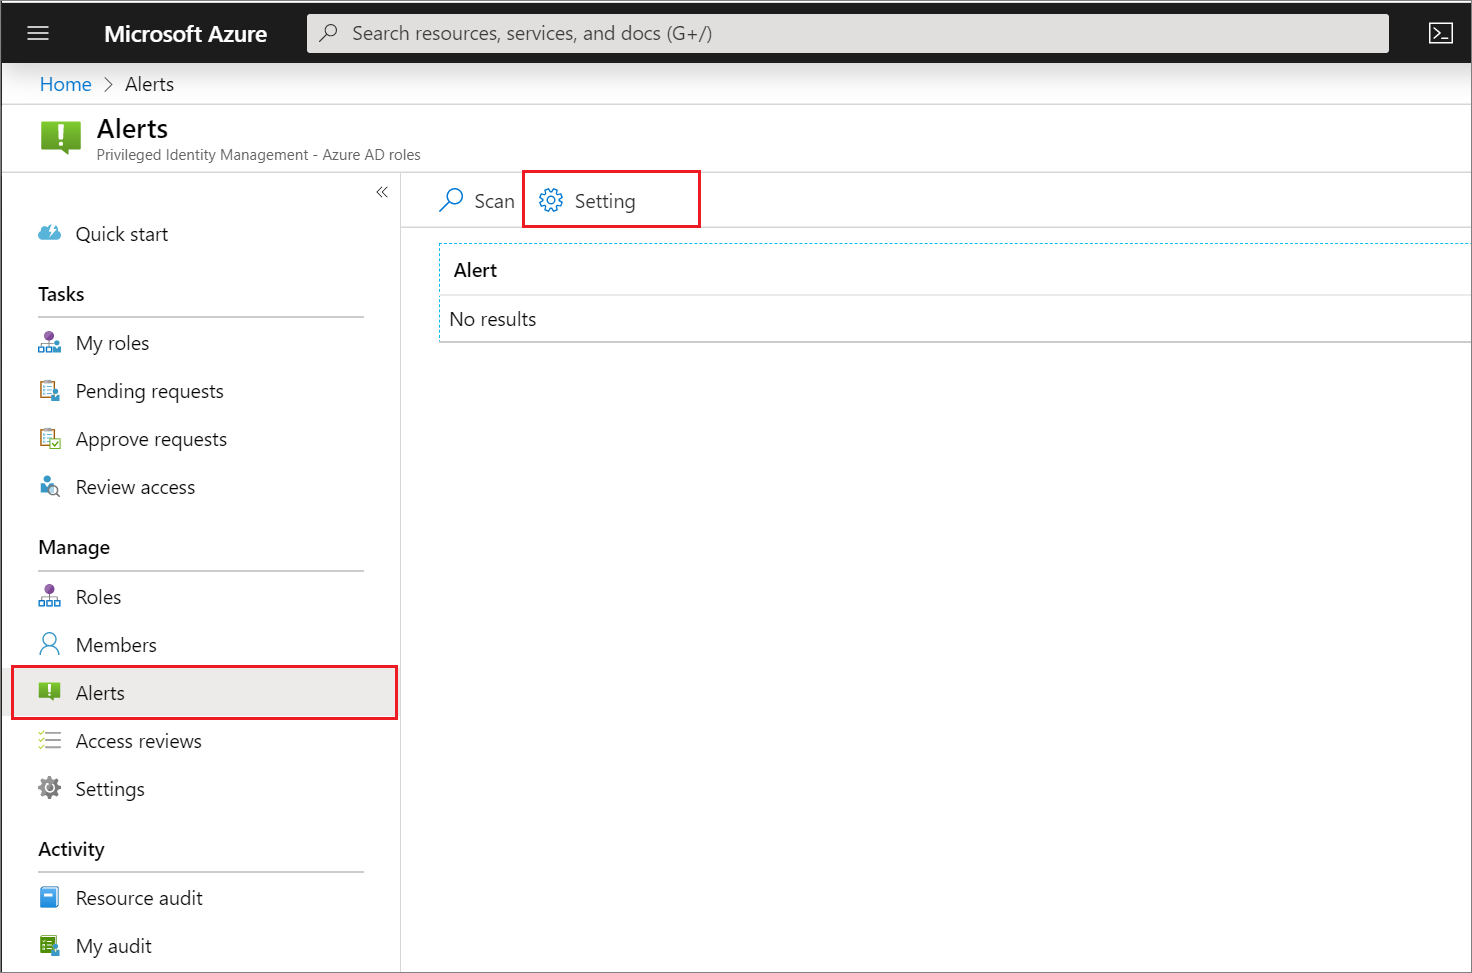 Microsoft Azure
Search resources, services, and docs (G+/)
Home > Alerts
Alerts
Privileged Identity Management - Azure AD roles
Scan
Setting
Quick start
Tasks
My roles
Pending requests
Approve requests
Review access
Manage
Roles
Members
Alerts
Access reviews
Settings
Activity
Resource audit
My audit
Alert
No results